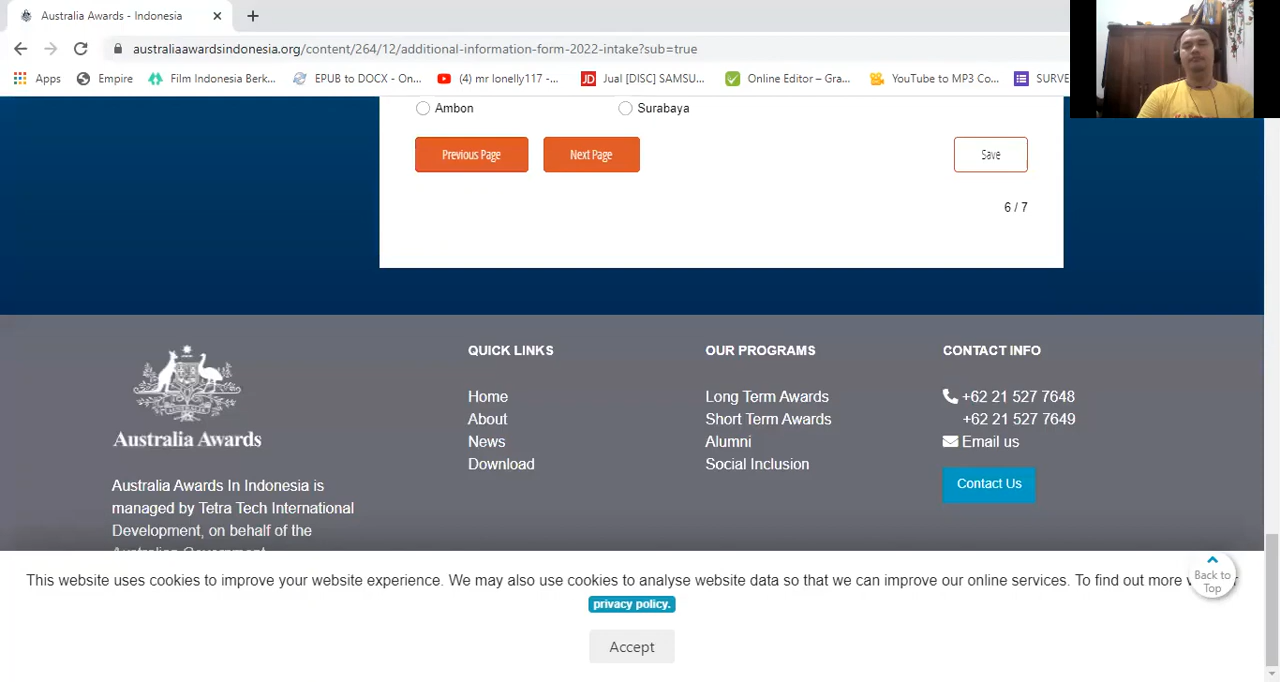 Australia Awards - Indonesia
australiaawardsindonesia.org/content/264/12/additional-information-form-2022-intake?sub=true
Apps Empire Film Indonesia Berk... EPUB to DOCX - On... (4) mr lonelly117 -... Jual [DISC] SAMSU... Online Editor – Gra... YouTube to MP3 Co... SURVE
Ambon Surabaya
Previous Page Next Page Save
6 / 7
QUICK LINKS OUR PROGRAMS CONTACT INFO
Home Long Term Awards +62 21 527 7648
About Short Term Awards +62 21 527 7649
News Alumni Email us
Download Social Inclusion
Contact Us
Australia Awards
Australia Awards In Indonesia is
managed by Tetra Tech International
Development, on behalf of the
Australian Government
This website uses cookies to improve your website experience. We may also use cookies to analyse website data so that we can improve our online services. To find out more
privacy policy.
Back to
Top
Accept